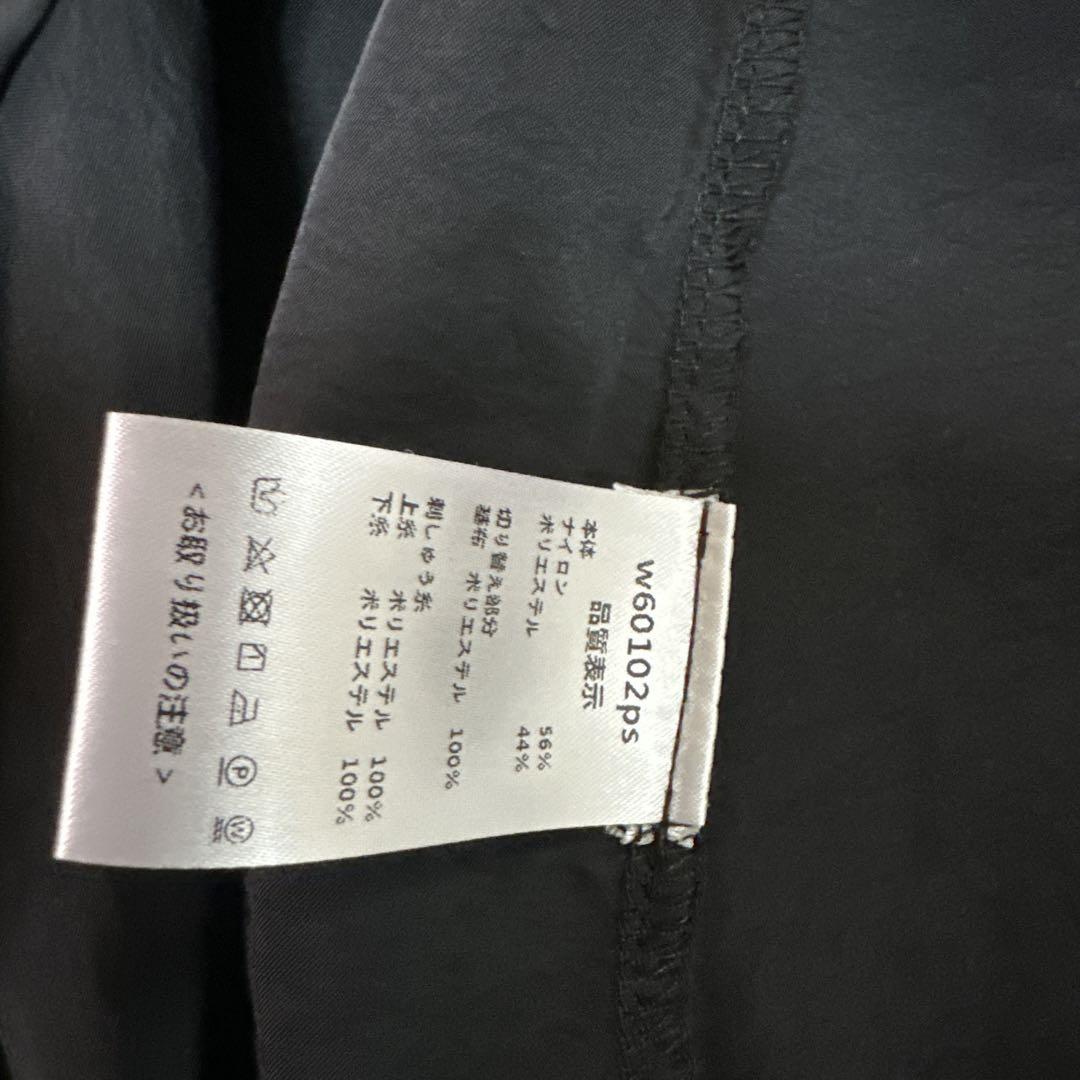 w60102ps
品質表示
本体
ナイロン 56%
ポリエステル 44%
切り替え部分
基布 ポリエステル 100%
刺しゅう糸
上糸 ポリエステル 100%
下糸 ポリエステル 100%
P W
<お取り扱いの注意>